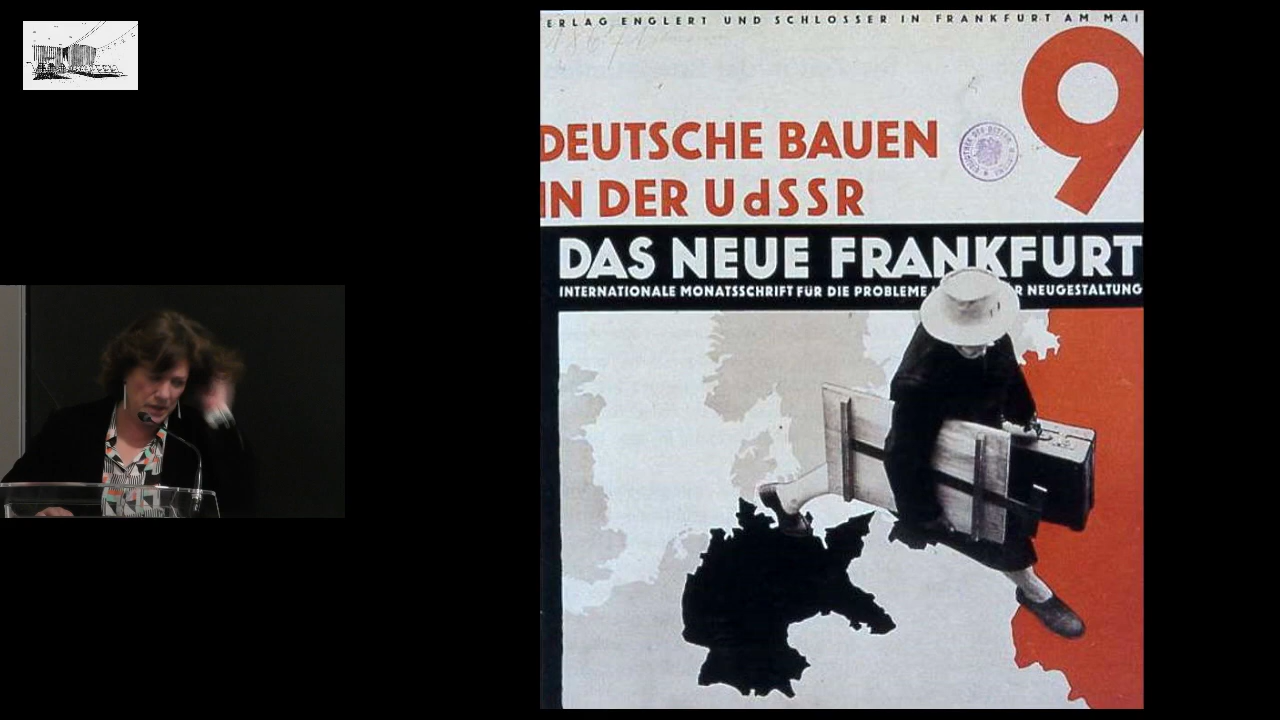 ERLAG ENGLERT UND SCHLOSSER IN FRANKFURT AM MAI
9
DEUTSCHE BAUEN
IN DER UdSSR
DAS NEUE FRANKFURT
INTERNATIONALE MONATSSCHRIFT FÜR DIE PROBLEME R NEUGESTALTUNG